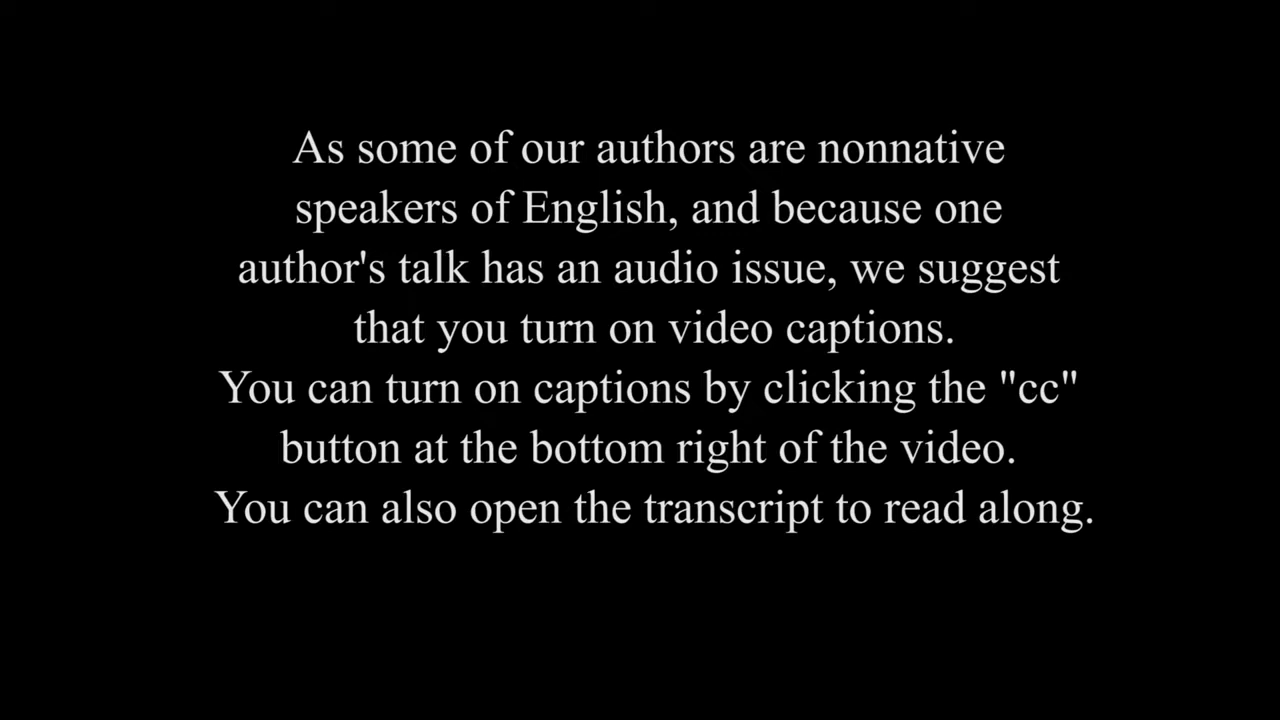 As some of our authors are nonnative
speakers of English, and because one
author's talk has an audio issue, we suggest
that you turn on video captions.
You can turn on captions by clicking the "cc"
button at the bottom right of the video.
You can also open the transcript to read along.